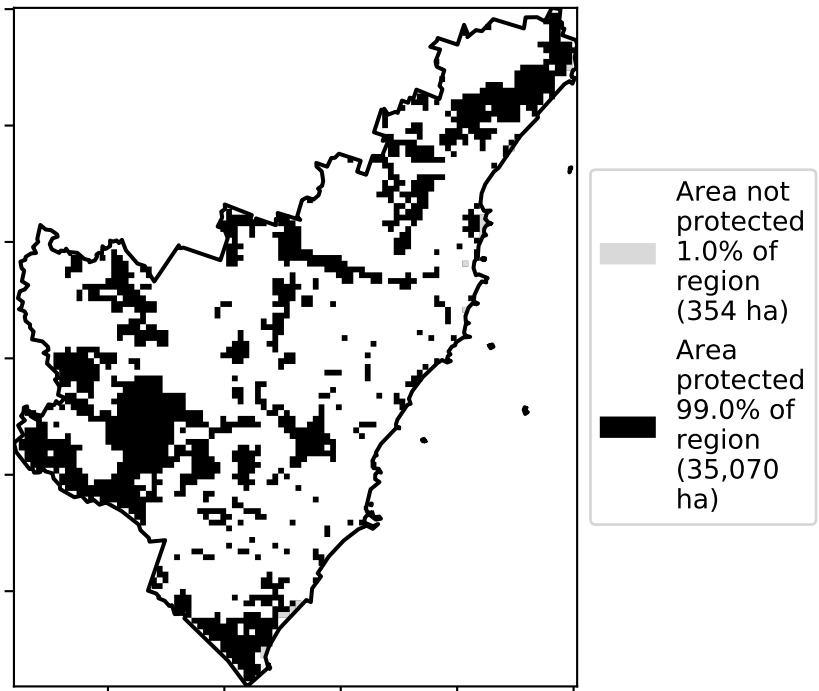 Area not
protected
1.0% of
region
(354 ha)
Area
protected
99.0% of
region
(35,070
ha)